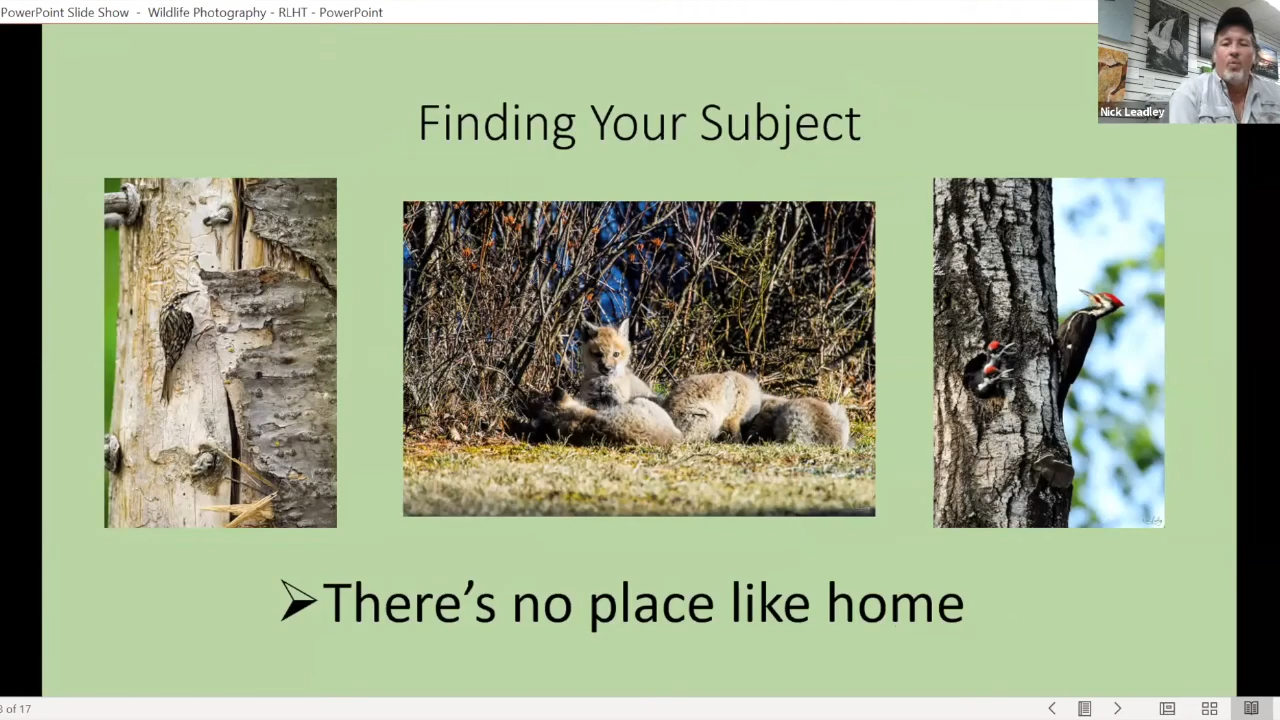 PowerPoint Slide Show - Wildlife Photography - RLHT - PowerPoint
Nick Leadley
Finding Your Subject
There's no place like home
of 17